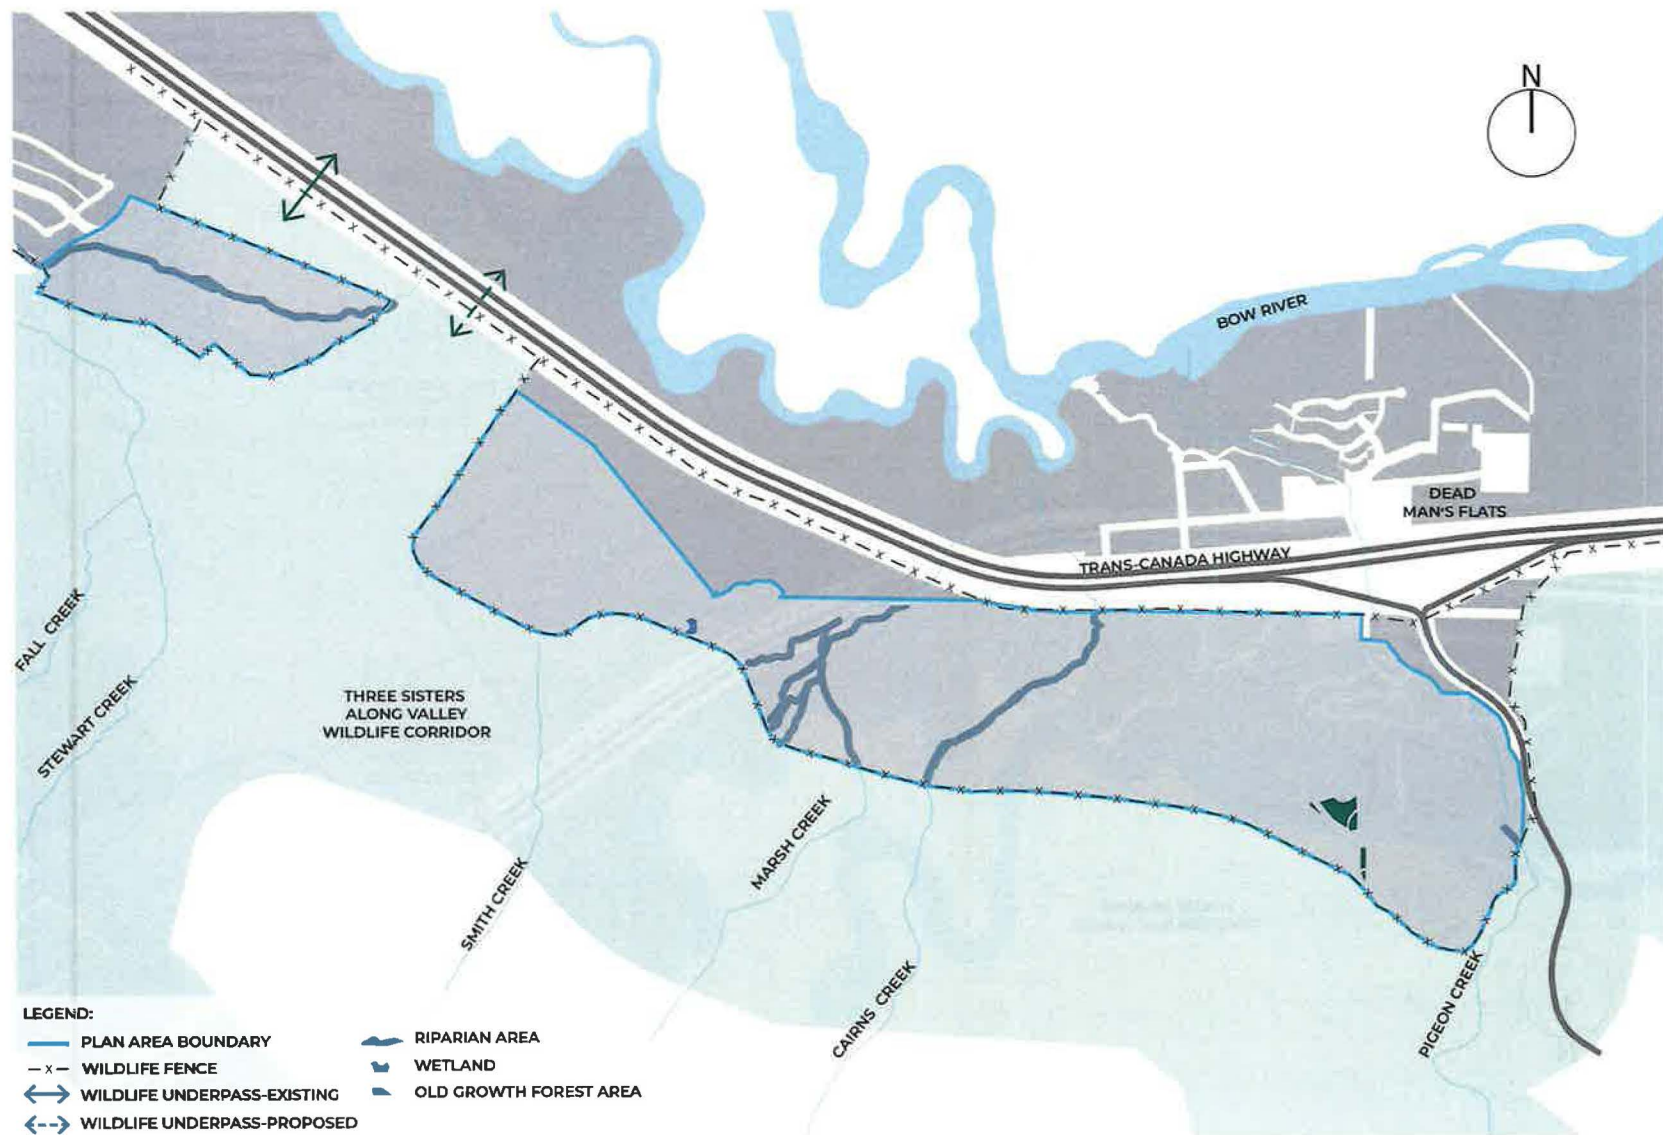 N
BOW RIVER
DEAD
MAN'S FLATS
TRANS-CANADA HIGHWAY
FALL CREEK
STEWART CREEK
THREE SISTERS
ALONG VALLEY
WILDLIFE CORRIDOR
SMITH CREEK
MARSH CREEK
CAIRNS CREEK
PIGEON CREEK
LEGEND:
PLAN AREA BOUNDARY
WILDLIFE FENCE
WILDLIFE UNDERPASS-EXISTING
WILDLIFE UNDERPASS-PROPOSED
RIPARIAN AREA
WETLAND
OLD GROWTH FOREST AREA